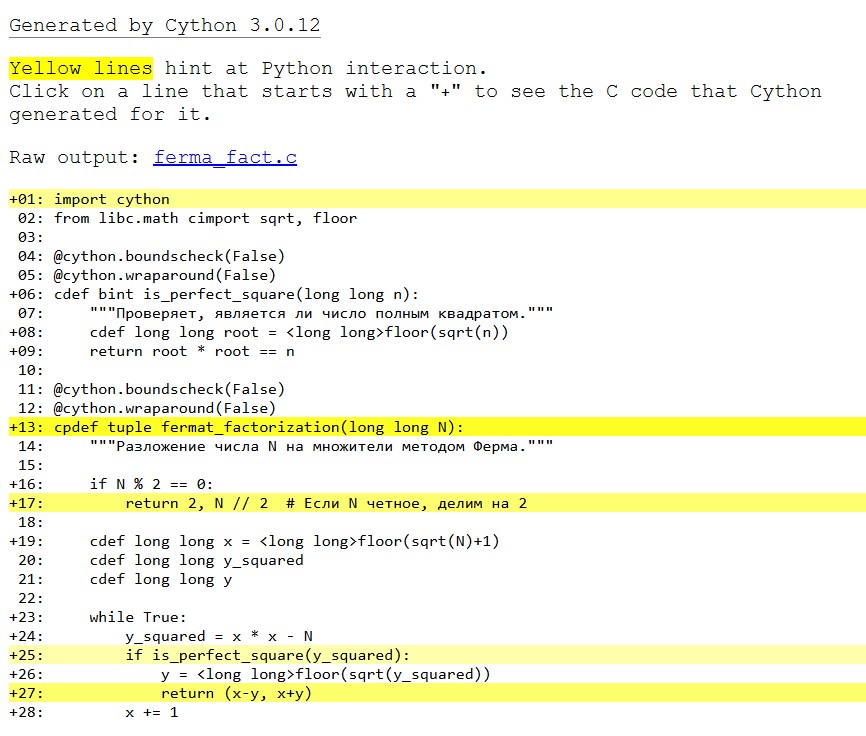 Generated by Cython 3.0.12
Yellow lines hint at Python interaction.
Click on a line that starts with a "+" to see the C code that Cython
generated for it.
Raw output: ferma_fact.c
+01: import cython
 02: from libc.math cimport sqrt, floor
 03:
 04: @cython.boundscheck(False)
 05: @cython.wraparound(False)
+06: cdef bint is_perfect_square(long long n):
 07:     """Проверяет, является ли число полным квадратом."""
+08:     cdef long long root = <long long>floor(sqrt(n))
+09:     return root * root == n
 10:
 11: @cython.boundscheck(False)
 12: @cython.wraparound(False)
+13: cpdef tuple fermat_factorization(long long N):
 14:     """Разложение числа N на множители методом Ферма."""
 15:
+16:     if N % 2 == 0:
+17:         return 2, N // 2  # Если N четное, делим на 2
 18:
+19:     cdef long long x = <long long>floor(sqrt(N)+1)
 20:     cdef long long y_squared
 21:     cdef long long y
 22:
+23:     while True:
+24:         y_squared = x * x - N
+25:         if is_perfect_square(y_squared):
+26:             y = <long long>floor(sqrt(y_squared))
+27:             return (x-y, x+y)
+28:         x += 1